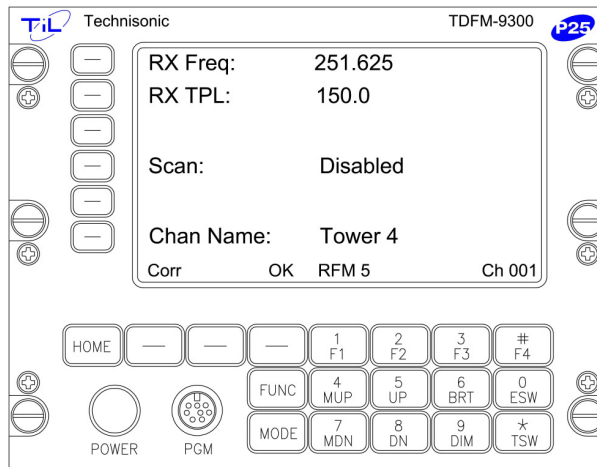 TiL Technisonic TDFM-9300 P25
RX Freq: 251.625
RX TPL: 150.0
Scan: Disabled
Chan Name: Tower 4
Corr OK RFM 5 Ch 001
HOME 1 F1 2 F2 3 F3 # F4
FUNC 4 MUP 5 UP 6 BRT 0 ESW
MODE 7 MDN 8 DN 9 DIM * TSW
POWER PGM